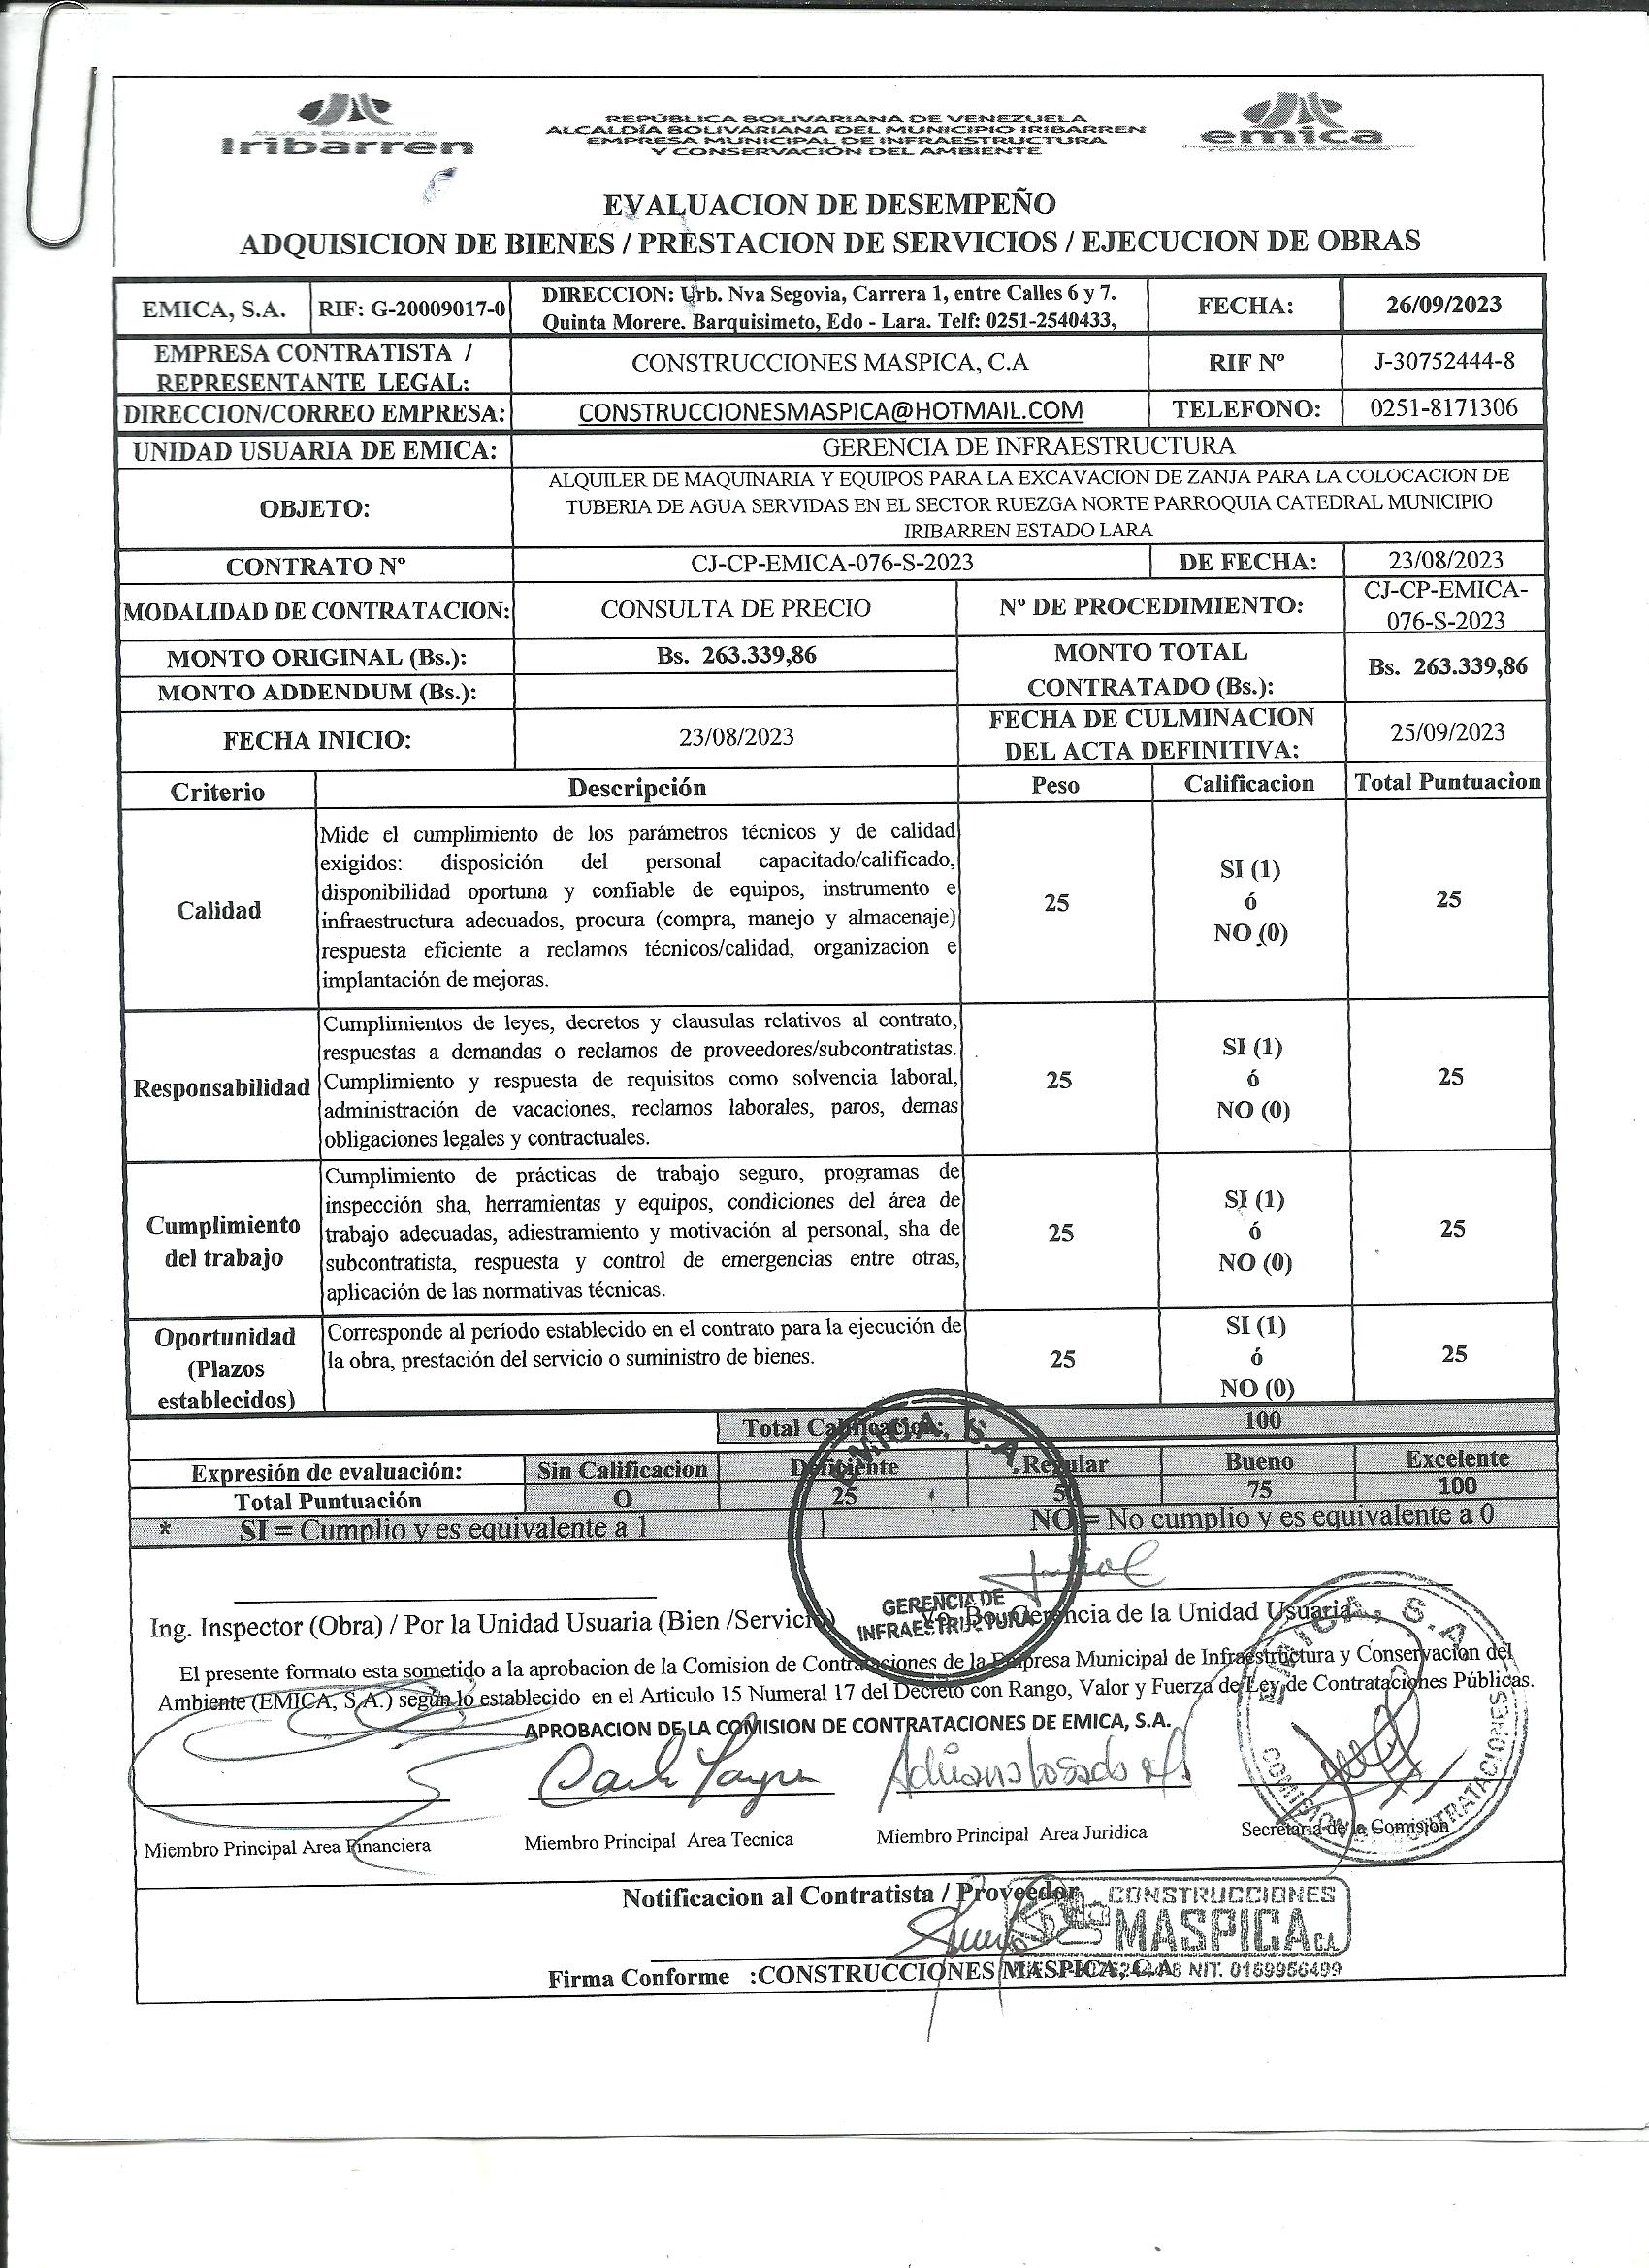 Alcaldía Bolivariana de
Iribarren
REPÚBLICA BOLIVARIANA DE VENEZUELA
ALCALDÍA BOLIVARIANA DEL MUNICIPIO IRIBARREN
EMPRESA MUNICIPAL DE INFRAESTRUCTURA
Y CONSERVACIÓN DEL AMBIENTE
emica
EVALUACION DE DESEMPEÑO
ADQUISICION DE BIENES / PRESTACION DE SERVICIOS / EJECUCION DE OBRAS
EMICA, S.A. RIF: G-20009017-0 DIRECCION: Urb. Nva Segovia, Carrera 1, entre Calles 6 y 7. FECHA: 26/09/2023
Quinta Morere. Barquisimeto, Edo - Lara. Telf: 0251-2540433,
EMPRESA CONTRATISTA / CONSTRUCCIONES MASPICA, C.A RIF Nº J-30752444-8
REPRESENTANTE LEGAL:
DIRECCION/CORREO EMPRESA: CONSTRUCCIONESMASPICA@HOTMAIL.COM TELEFONO: 0251-8171306
UNIDAD USUARIA DE EMICA: GERENCIA DE INFRAESTRUCTURA
OBJETO: ALQUILER DE MAQUINARIA Y EQUIPOS PARA LA EXCAVACION DE ZANJA PARA LA COLOCACION DE
TUBERIA DE AGUA SERVIDAS EN EL SECTOR RUEZGA NORTE PARROQUIA CATEDRAL MUNICIPIO
IRIBARREN ESTADO LARA
CONTRATO Nº CJ-CP-EMICA-076-S-2023 DE FECHA: 23/08/2023
MODALIDAD DE CONTRATACION: CONSULTA DE PRECIO Nº DE PROCEDIMIENTO: CJ-CP-EMICA-
076-S-2023
MONTO ORIGINAL (Bs.): Bs. 263.339,86 MONTO TOTAL
CONTRATADO (Bs.): Bs. 263.339,86
MONTO ADDENDUM (Bs.):
FECHA INICIO: 23/08/2023 FECHA DE CULMINACION
DEL ACTA DEFINITIVA: 25/09/2023
Criterio Descripción Peso Calificacion Total Puntuacion
Calidad
Mide el cumplimiento de los parámetros técnicos y de calidad
exigidos: disposición del personal capacitado/calificado,
disponibilidad oportuna y confiable de equipos, instrumento e
infraestructura adecuados, procura (compra, manejo y almacenaje)
respuesta eficiente a reclamos técnicos/calidad, organizacion e
implantación de mejoras.
25
SI (1)
ó
NO (0)
25
Responsabilidad
Cumplimientos de leyes, decretos y clausulas relativos al contrato,
respuestas a demandas o reclamos de proveedores/subcontratistas.
Cumplimiento y respuesta de requisitos como solvencia laboral,
administración de vacaciones, reclamos laborales, paros, demas
obligaciones legales y contractuales.
25
SI (1)
ó
NO (0)
25
Cumplimiento
del trabajo
Cumplimiento de prácticas de trabajo seguro, programas de
inspección sha, herramientas y equipos, condiciones del área de
trabajo adecuadas, adiestramiento y motivación al personal, sha de
subcontratista, respuesta y control de emergencias entre otras,
aplicación de las normativas técnicas.
25
SI (1)
ó
NO (0)
25
Oportunidad
(Plazos
establecidos)
Corresponde al período establecido en el contrato para la ejecución de
la obra, prestación del servicio o suministro de bienes.
25
SI (1)
ó
NO (0)
25
Total Calificacion: 100
Expresión de evaluación: Sin Calificacion Deficiente Regular Bueno Excelente
Total Puntuación O 25 75 100
* SI = Cumplio y es equivalente a 1 NO = No cumplio y es equivalente a 0
EMICA, S.A
GERENCIA DE
INFRAESTRUCTURA
Ing. Inspector (Obra) / Por la Unidad Usuaria (Bien /Servicio) Vo. Bo. Gerencia de la Unidad Usuaria
El presente formato esta sometido a la aprobacion de la Comision de Contrataciones de la Empresa Municipal de Infraestructura y Conservacion del
Ambiente (EMICA, S.A.) según lo establecido en el Articulo 15 Numeral 17 del Decreto con Rango, Valor y Fuerza de Ley de Contrataciones Públicas.
APROBACION DE LA COMISION DE CONTRATACIONES DE EMICA, S.A.
EMICA, S.A
COMISION DE CONTRATACIONES
Miembro Principal Area Financiera Miembro Principal Area Tecnica Miembro Principal Area Juridica Secretaria de la Comision
Notificacion al Contratista / Proveedor
CONSTRUCCIONES
MASPICA C.A.
NIT. 0169956499
Firma Conforme :CONSTRUCCIONES MASPICA, C.A